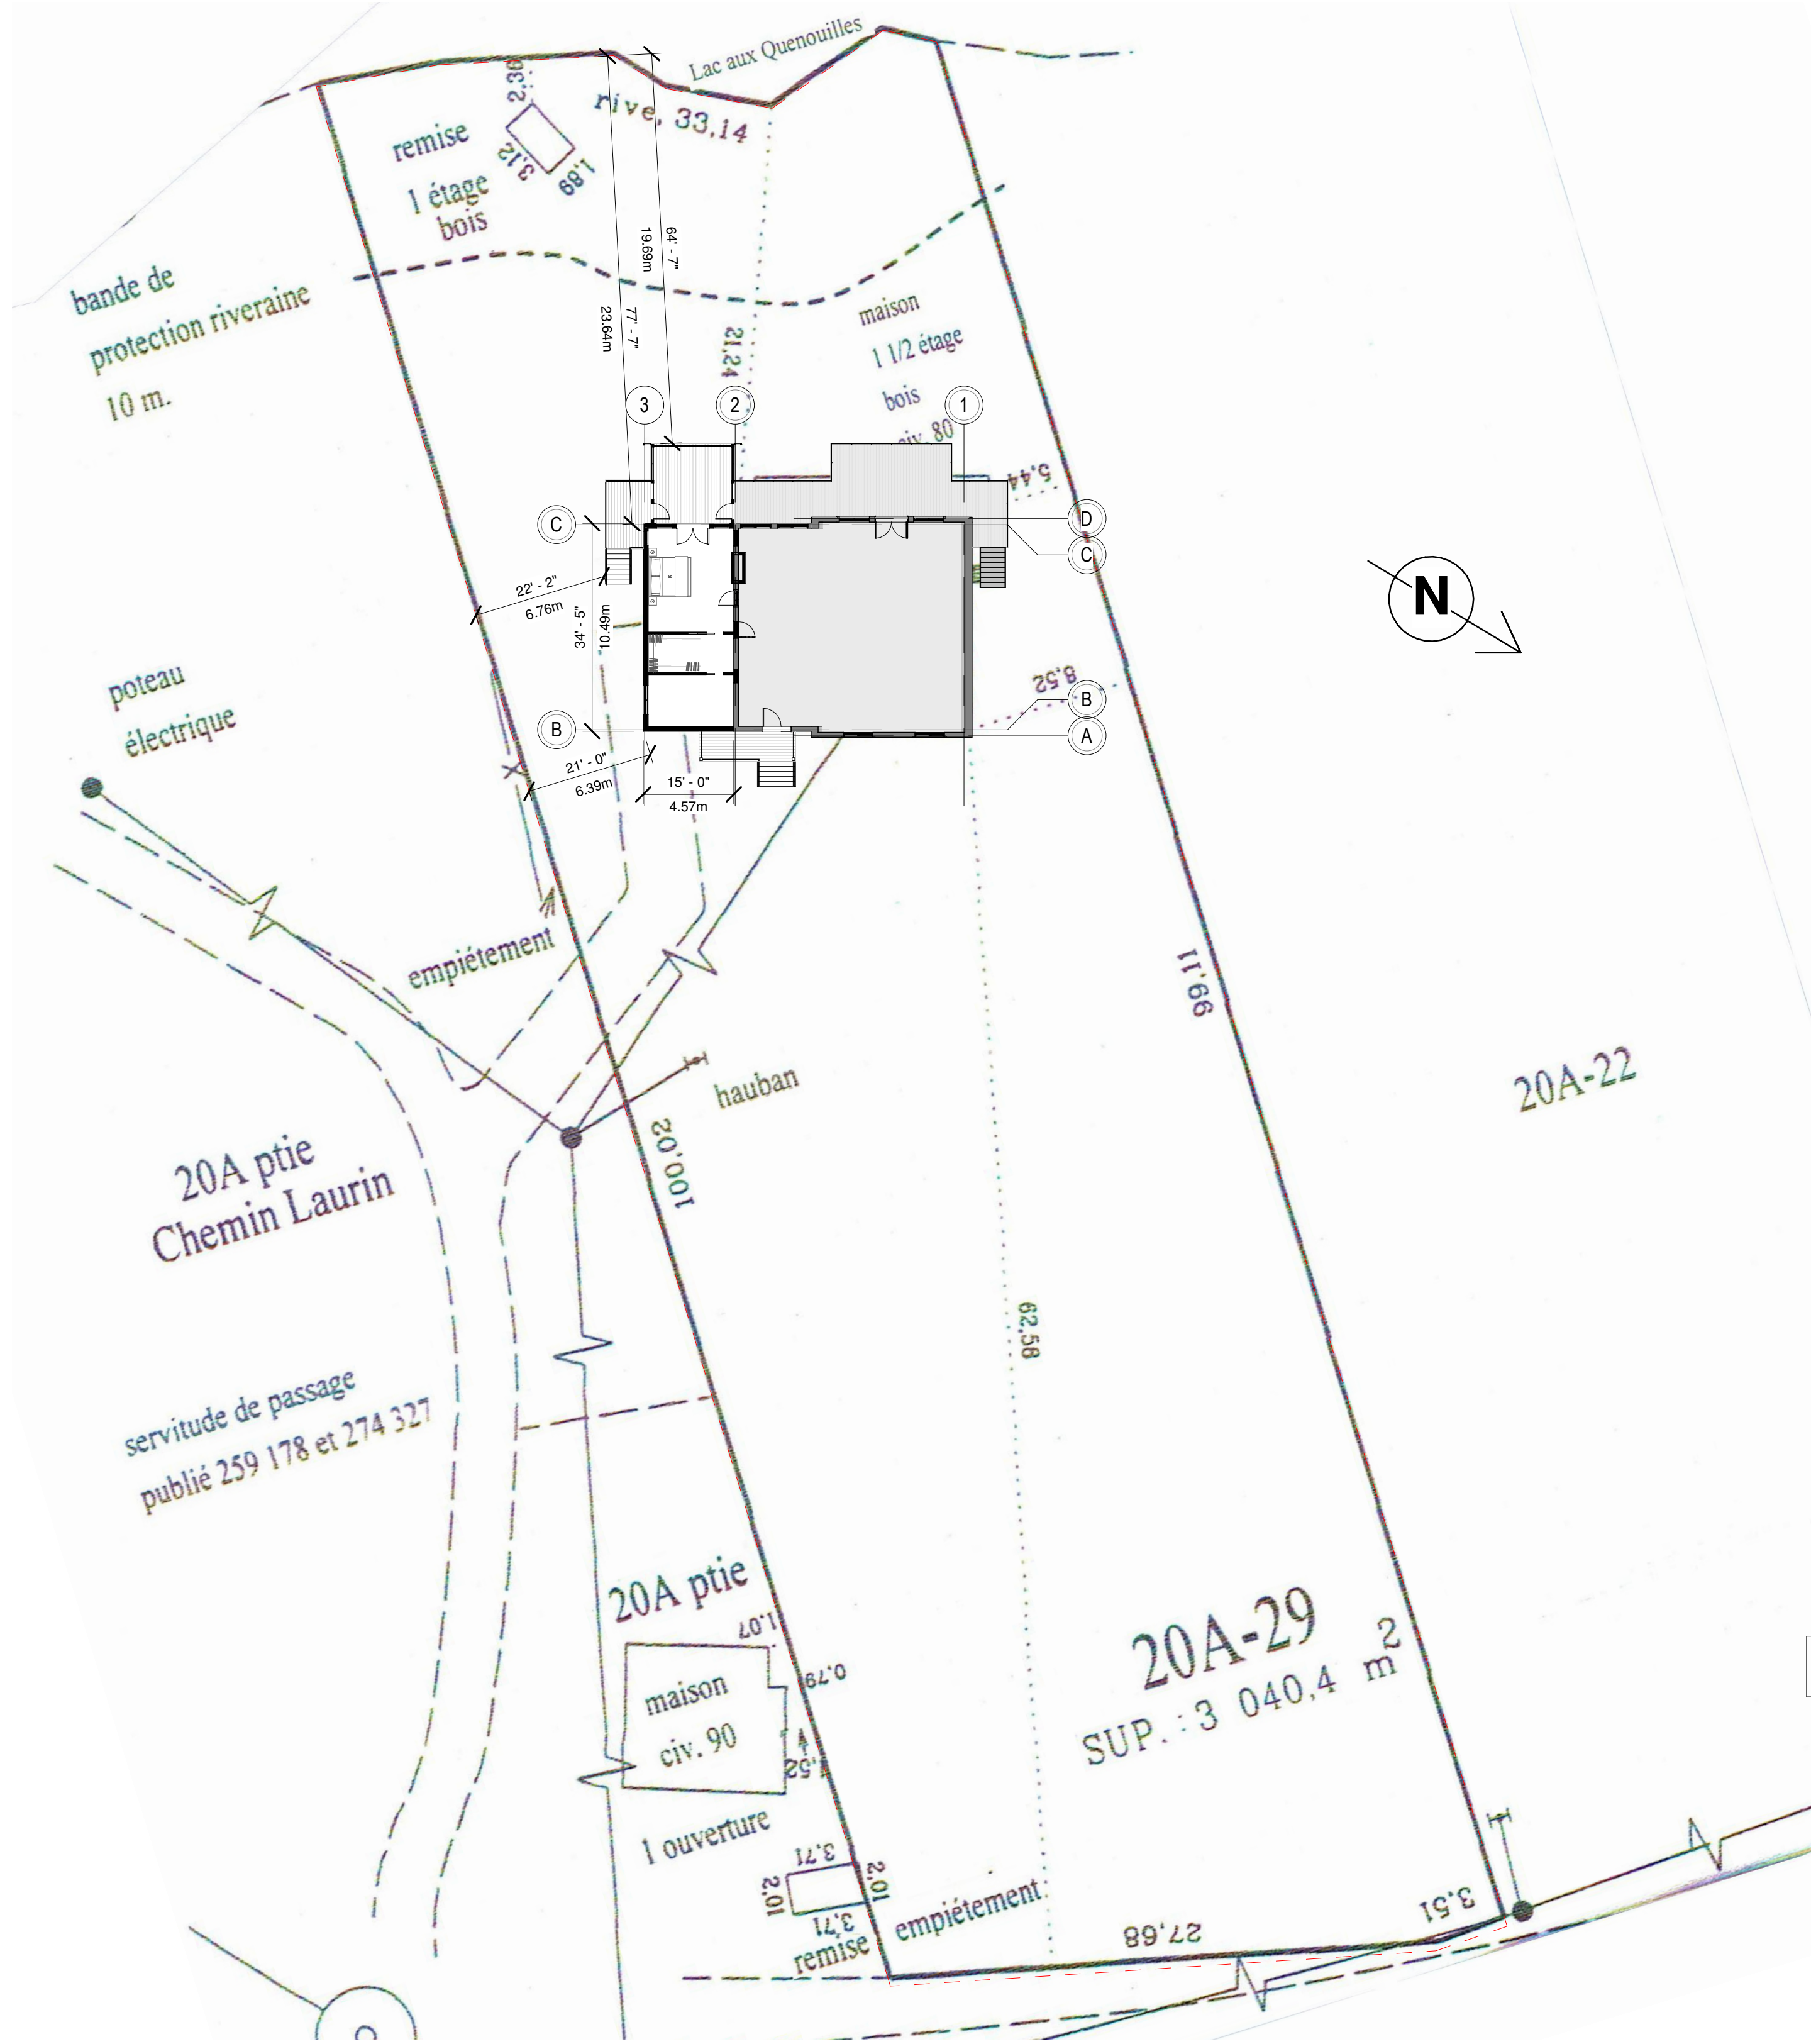 Lac aux Quenouilles
rive, 33,14
2,30
remise
3,12
1,89
1 étage
bois
bande de
protection riveraine
10 m.
64' - 7"
19.69m
77' - 7"
23.64m
21,24
maison
1 1/2 étage
bois
civ. 80
3
2
1
5,44
C
D
C
N
22' - 2"
6.76m
34' - 5"
10.49m
K
8,52
B
B
A
poteau
électrique
21' - 0"
6.39m
15' - 0"
4.57m
empiétement
99,11
hauban
20A-22
100,02
20A ptie
Chemin Laurin
62,58
servitude de passage
publié 259 178 et 274 327
20A ptie
1.07
0,79
maison
civ. 90
1,52
20A-29
SUP. : 3 040,4 m 2
1 ouverture
3,71
2,01
2,01
3,71
remise
empiétement
27,68
3,51